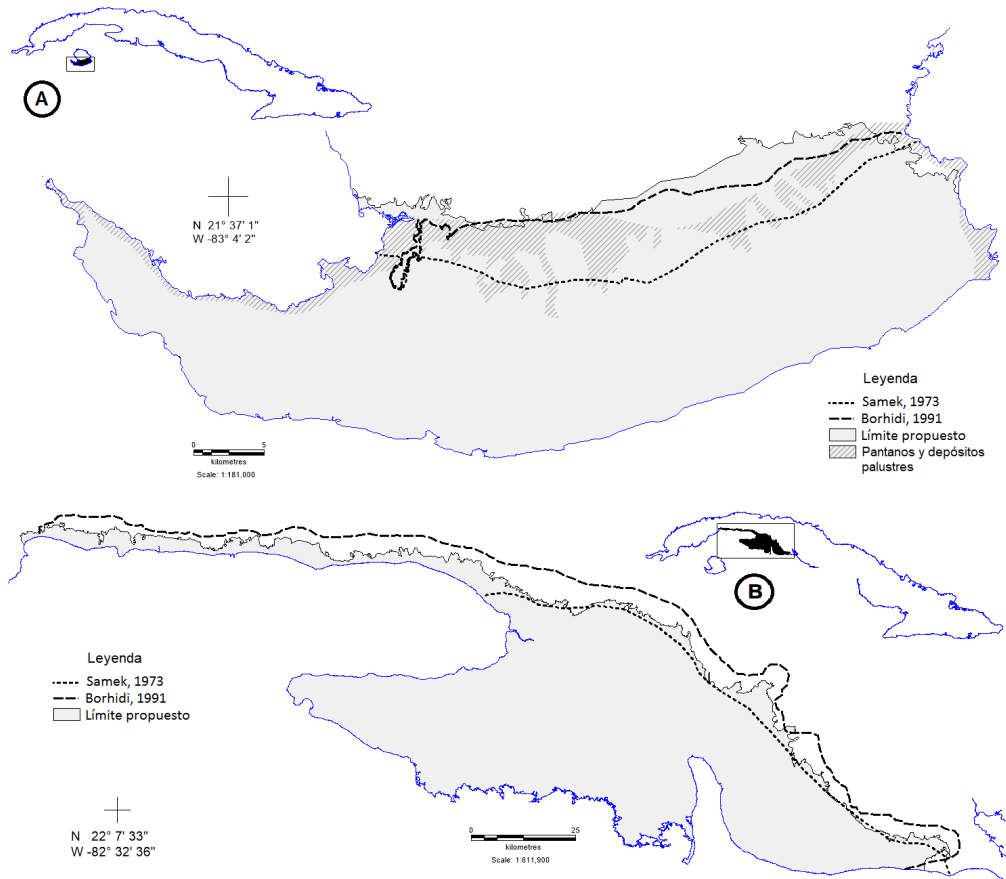 A
N 21° 37' 1"
W -83° 4' 2"
0 5
kilometres
Scale: 1:181,000
Leyenda
Samek, 1973
Borhidi, 1991
Límite propuesto
Pantanos y depósitos
palustres
B
Leyenda
Samek, 1973
Borhidi, 1991
Límite propuesto
N 22° 7' 33"
W -82° 32' 36"
0 25
kilometres
Scale: 1:611,900